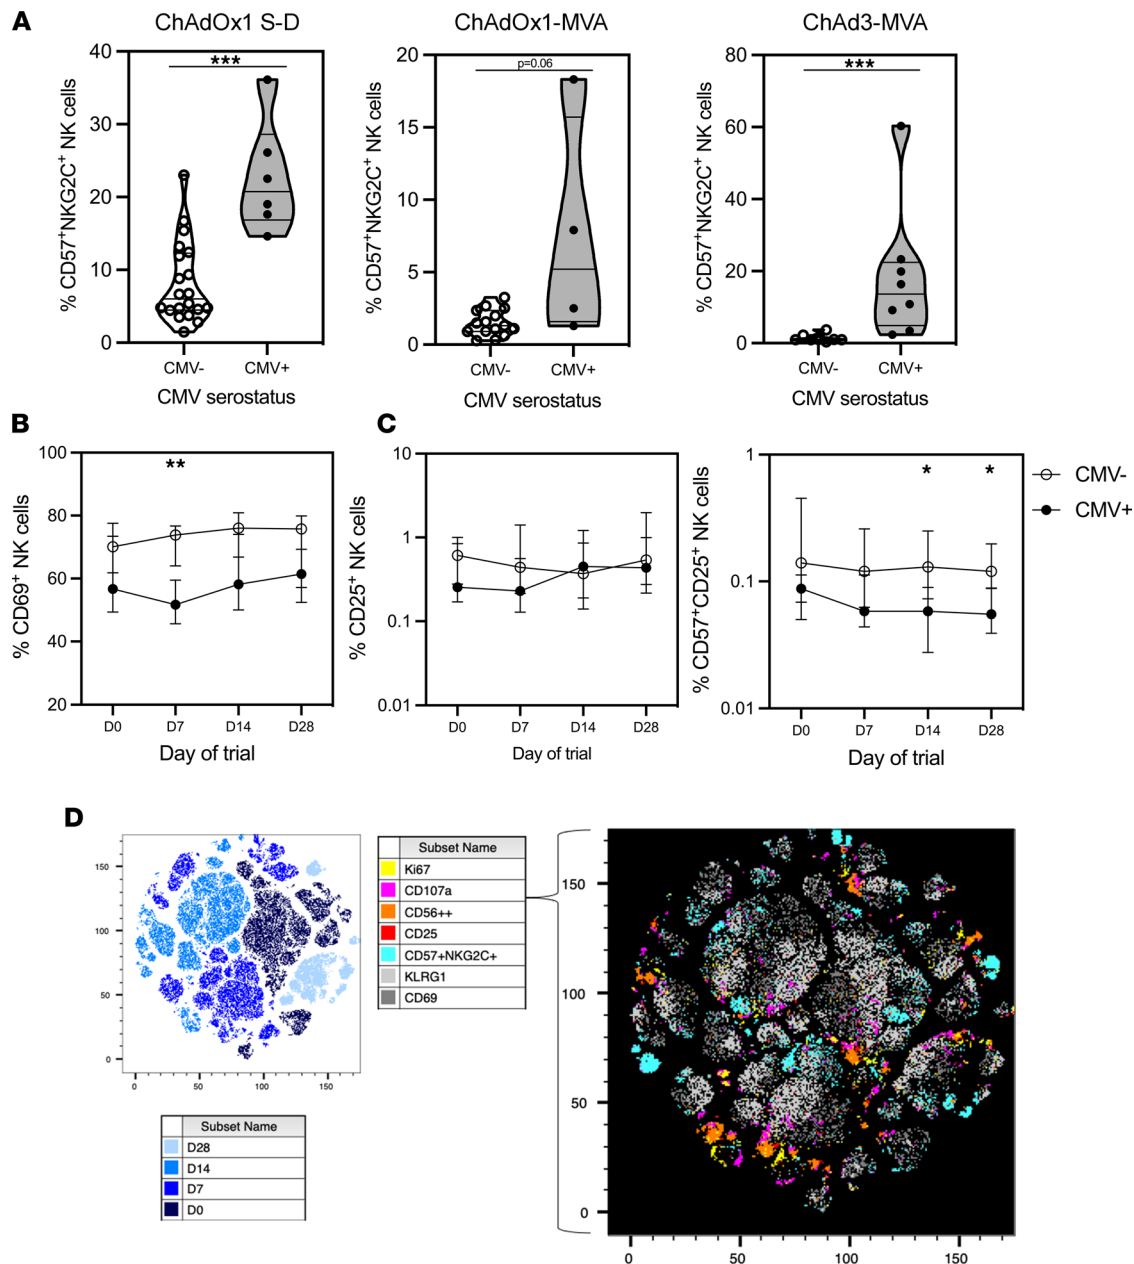 A
ChAdOx1 S-D
ChAdOx1-MVA
ChAd3-MVA
% CD57+NKG2C+ NK cells
40
30
20
10
0
***
CMV-
CMV+
CMV serostatus
% CD57+NKG2C+ NK cells
20
15
10
5
0
p=0.06
CMV-
CMV+
CMV serostatus
% CD57+NKG2C+ NK cells
80
60
40
20
0
***
CMV-
CMV+
CMV serostatus
B
% CD69+ NK cells
100
80
60
40
20
**
D0
D7
D14
D28
Day of trial
C
% CD25+ NK cells
10
1
0.1
0.01
D0
D7
D14
D28
Day of trial
% CD57+CD25+ NK cells
1
0.1
0.01
*
*
D0
D7
D14
D28
Day of trial
CMV-
CMV+
D
150
100
50
0
0
50
100
150
Subset Name
Ki67
CD107a
CD56++
CD25
CD57+NKG2C+
KLRG1
CD69
Subset Name
D28
D14
D7
D0
150
100
50
0
0
50
100
150